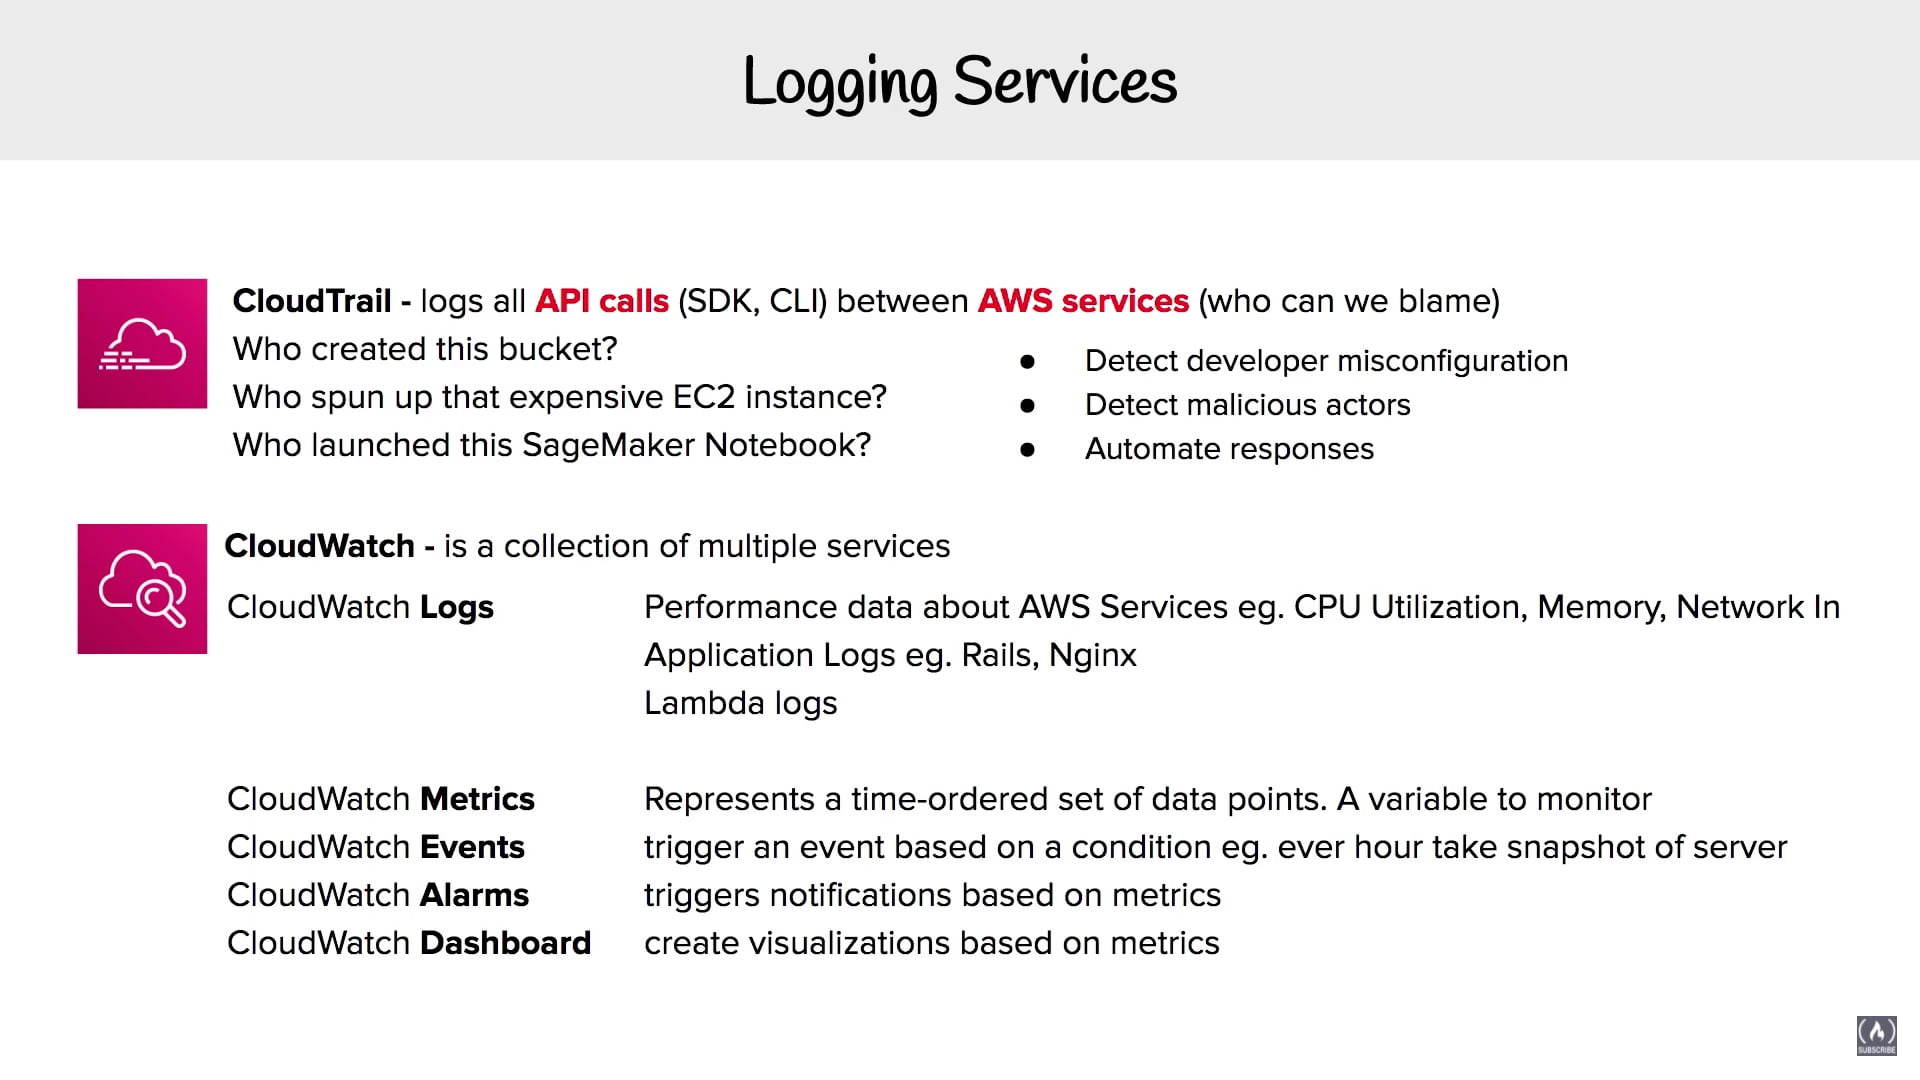 Logging Services
CloudTrail - logs all API calls (SDK, CLI) between AWS services (who can we blame)
Who created this bucket?
Who spun up that expensive EC2 instance?
Who launched this SageMaker Notebook?
● Detect developer misconfiguration
● Detect malicious actors
● Automate responses
CloudWatch - is a collection of multiple services
CloudWatch Logs Performance data about AWS Services eg. CPU Utilization, Memory, Network In
Application Logs eg. Rails, Nginx
Lambda logs
CloudWatch Metrics Represents a time-ordered set of data points. A variable to monitor
CloudWatch Events trigger an event based on a condition eg. ever hour take snapshot of server
CloudWatch Alarms triggers notifications based on metrics
CloudWatch Dashboard create visualizations based on metrics
SUBSCRIBE